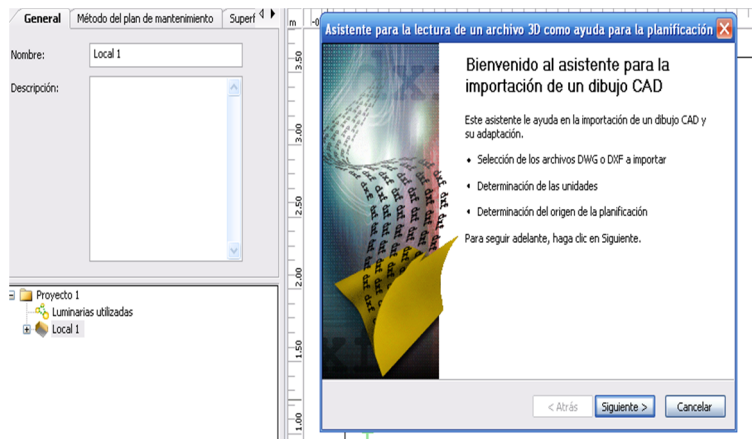 General
Método del plan de mantenimiento
Superf
Nombre:
Local 1
Descripción:
Proyecto 1
Luminarias utilizadas
Local 1
m
-0
3.50
3.00
2.50
2.00
1.50
1.00
Asistente para la lectura de un archivo 3D como ayuda para la planificación
Bienvenido al asistente para la
importación de un dibujo CAD
Este asistente le ayuda en la importación de un dibujo CAD y
su adaptación.
Selección de los archivos DWG o DXF a importar
Determinación de las unidades
Determinación del origen de la planificación
Para seguir adelante, haga clic en Siguiente.
< Atrás
Siguiente >
Cancelar